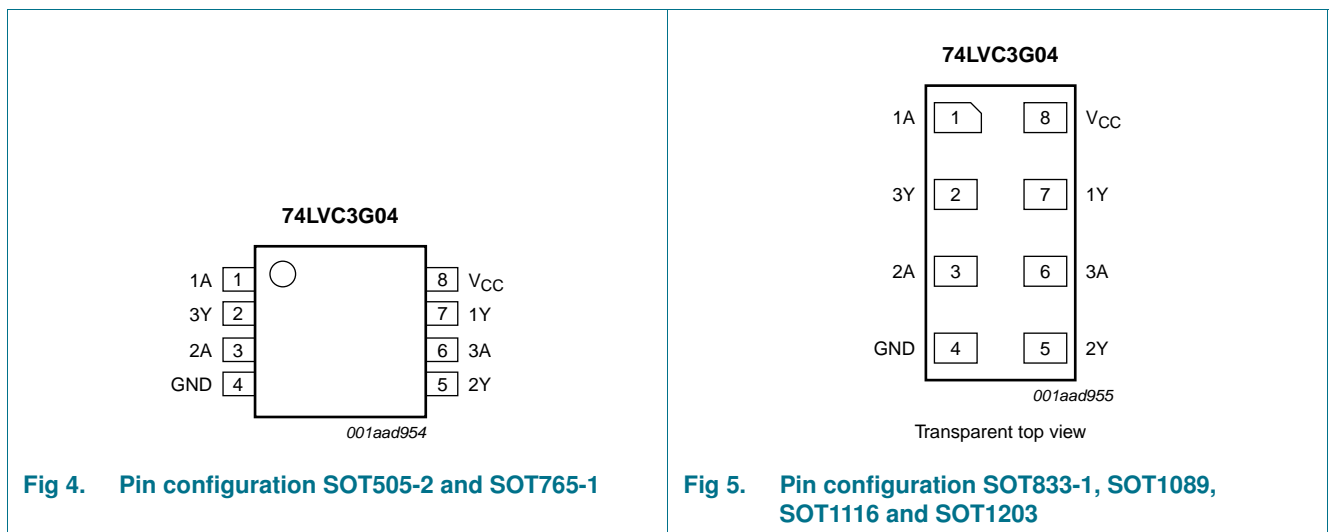 74LVC3G04
1A 1 8 VCC
3Y 2 7 1Y
2A 3 6 3A
GND 4 5 2Y
001aad954
Fig 4. Pin configuration SOT505-2 and SOT765-1
74LVC3G04
1A 1 8 VCC
3Y 2 7 1Y
2A 3 6 3A
GND 4 5 2Y
001aad955
Transparent top view
Fig 5. Pin configuration SOT833-1, SOT1089,
SOT1116 and SOT1203